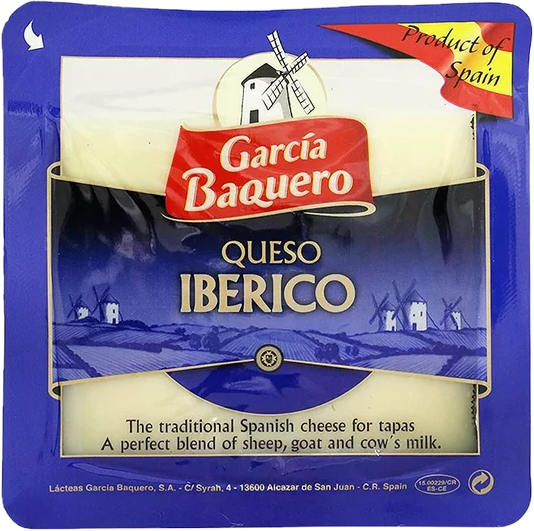 Product of
Spain
García
Baquero
QUESO
IBERICO
The traditional Spanish cheese for tapas
A perfect blend of sheep, goat and cow's milk.
Lácteas García Baquero, S.A. - C/ Syrah, 4 - 13600 Alcazar de San Juan - C.R. Spain
15.00229/CR
ES-CE